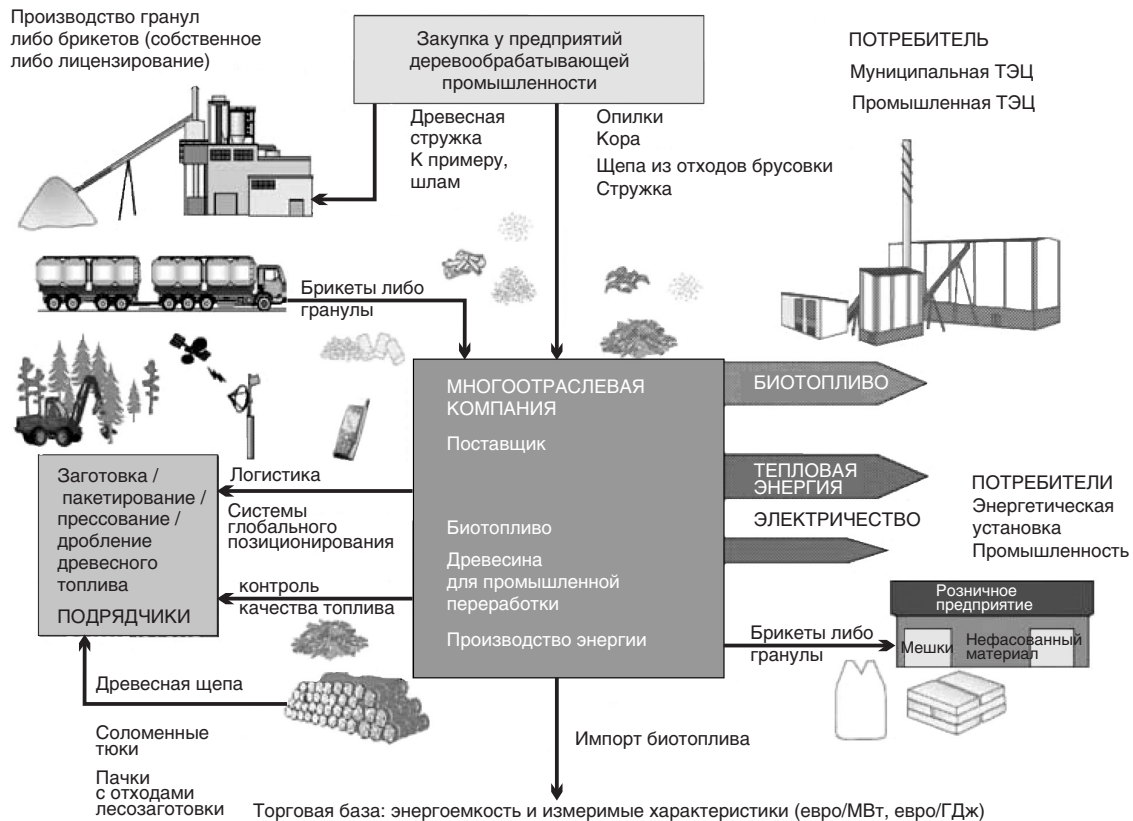 Производство гранул
либо брикетов (собственное
либо лицензирование)
Закупка у предприятий
деревообрабатывающей
промышленности
ПОТРЕБИТЕЛЬ
Муниципальная ТЭЦ
Промышленная ТЭЦ
Древесная
стружка
К примеру,
шлам
Опилки
Кора
Щепа из отходов брусовки
Стружка
Брикеты либо
гранулы
МНОГООТРАСЛЕВАЯ
КОМПАНИЯ
Поставщик
Биотопливо
Древесина
для промышленной
переработки
Производство энергии
БИОТОПЛИВО
ТЕПЛОВАЯ
ЭНЕРГИЯ
ЭЛЕКТРИЧЕСТВО
ПОТРЕБИТЕЛИ
Энергетическая
установка
Промышленность
Заготовка /
пакетирование /
прессование /
дробление
древесного
топлива
ПОДРЯДЧИКИ
Логистика
Системы
глобального
позиционирования
контроль
качества топлива
Розничное
предприятие
Мешки
Нефасованный
материал
Брикеты либо
гранулы
Древесная щепа
Соломенные
тюки
Пачки
с отходами
лесозаготовки
Импорт биотоплива
Торговая база: энергоемкость и измеримые характеристики (евро/МВт, евро/ГДж)